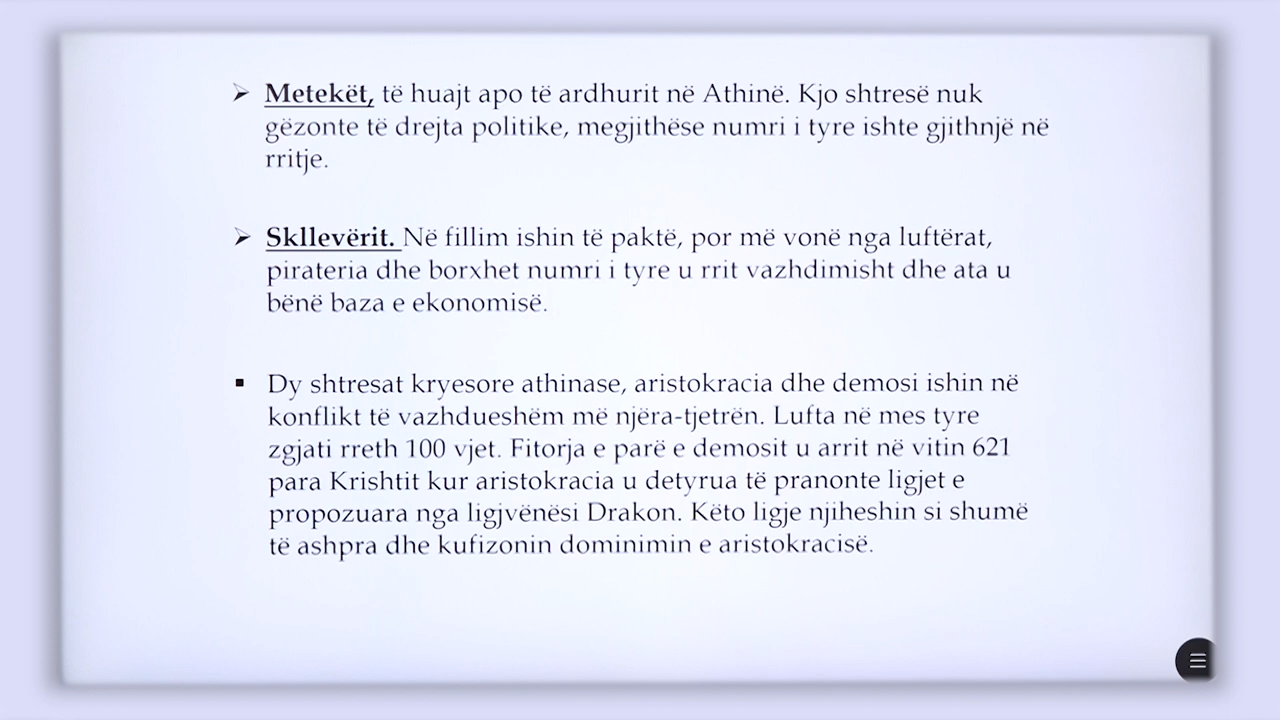 ➢ Metekët, të huajt apo të ardhurit në Athinë. Kjo shtresë nuk
gëzonte të drejta politike, megjithëse numri i tyre ishte gjithnjë në
rritje.
➢ Skllevërit. Në fillim ishin të paktë, por më vonë nga luftërat,
pirateria dhe borxhet numri i tyre u rrit vazhdimisht dhe ata u
bënë baza e ekonomisë.
▪ Dy shtresat kryesore athinase, aristokracia dhe demosi ishin në
konflikt të vazhdueshëm më njëra-tjetrën. Lufta në mes tyre
zgjati rreth 100 vjet. Fitorja e parë e demosit u arrit në vitin 621
para Krishtit kur aristokracia u detyrua të pranonte ligjet e
propozuara nga ligjvënësi Drakon. Këto ligje njiheshin si shumë
të ashpra dhe kufizonin dominimin e aristokracisë.